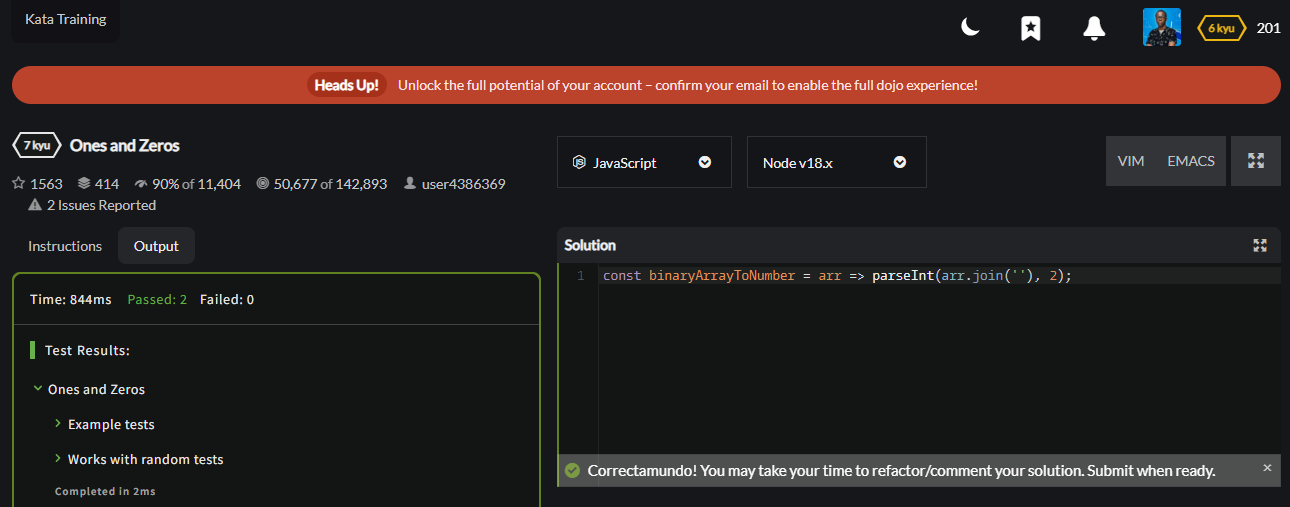 Kata Training
6 kyu 201
Heads Up! Unlock the full potential of your account – confirm your email to enable the full dojo experience!
7 kyu Ones and Zeros
1563 414 90% of 11,404 50,677 of 142,893 user4386369
2 Issues Reported
JavaScript Node v18.x VIM EMACS
Instructions Output
Time: 844ms Passed: 2 Failed: 0
Test Results:
Ones and Zeros
Example tests
Works with random tests
Completed in 2ms
Solution
1 const binaryArrayToNumber = arr => parseInt(arr.join(''), 2);
Correctamundo! You may take your time to refactor/comment your solution. Submit when ready. ×